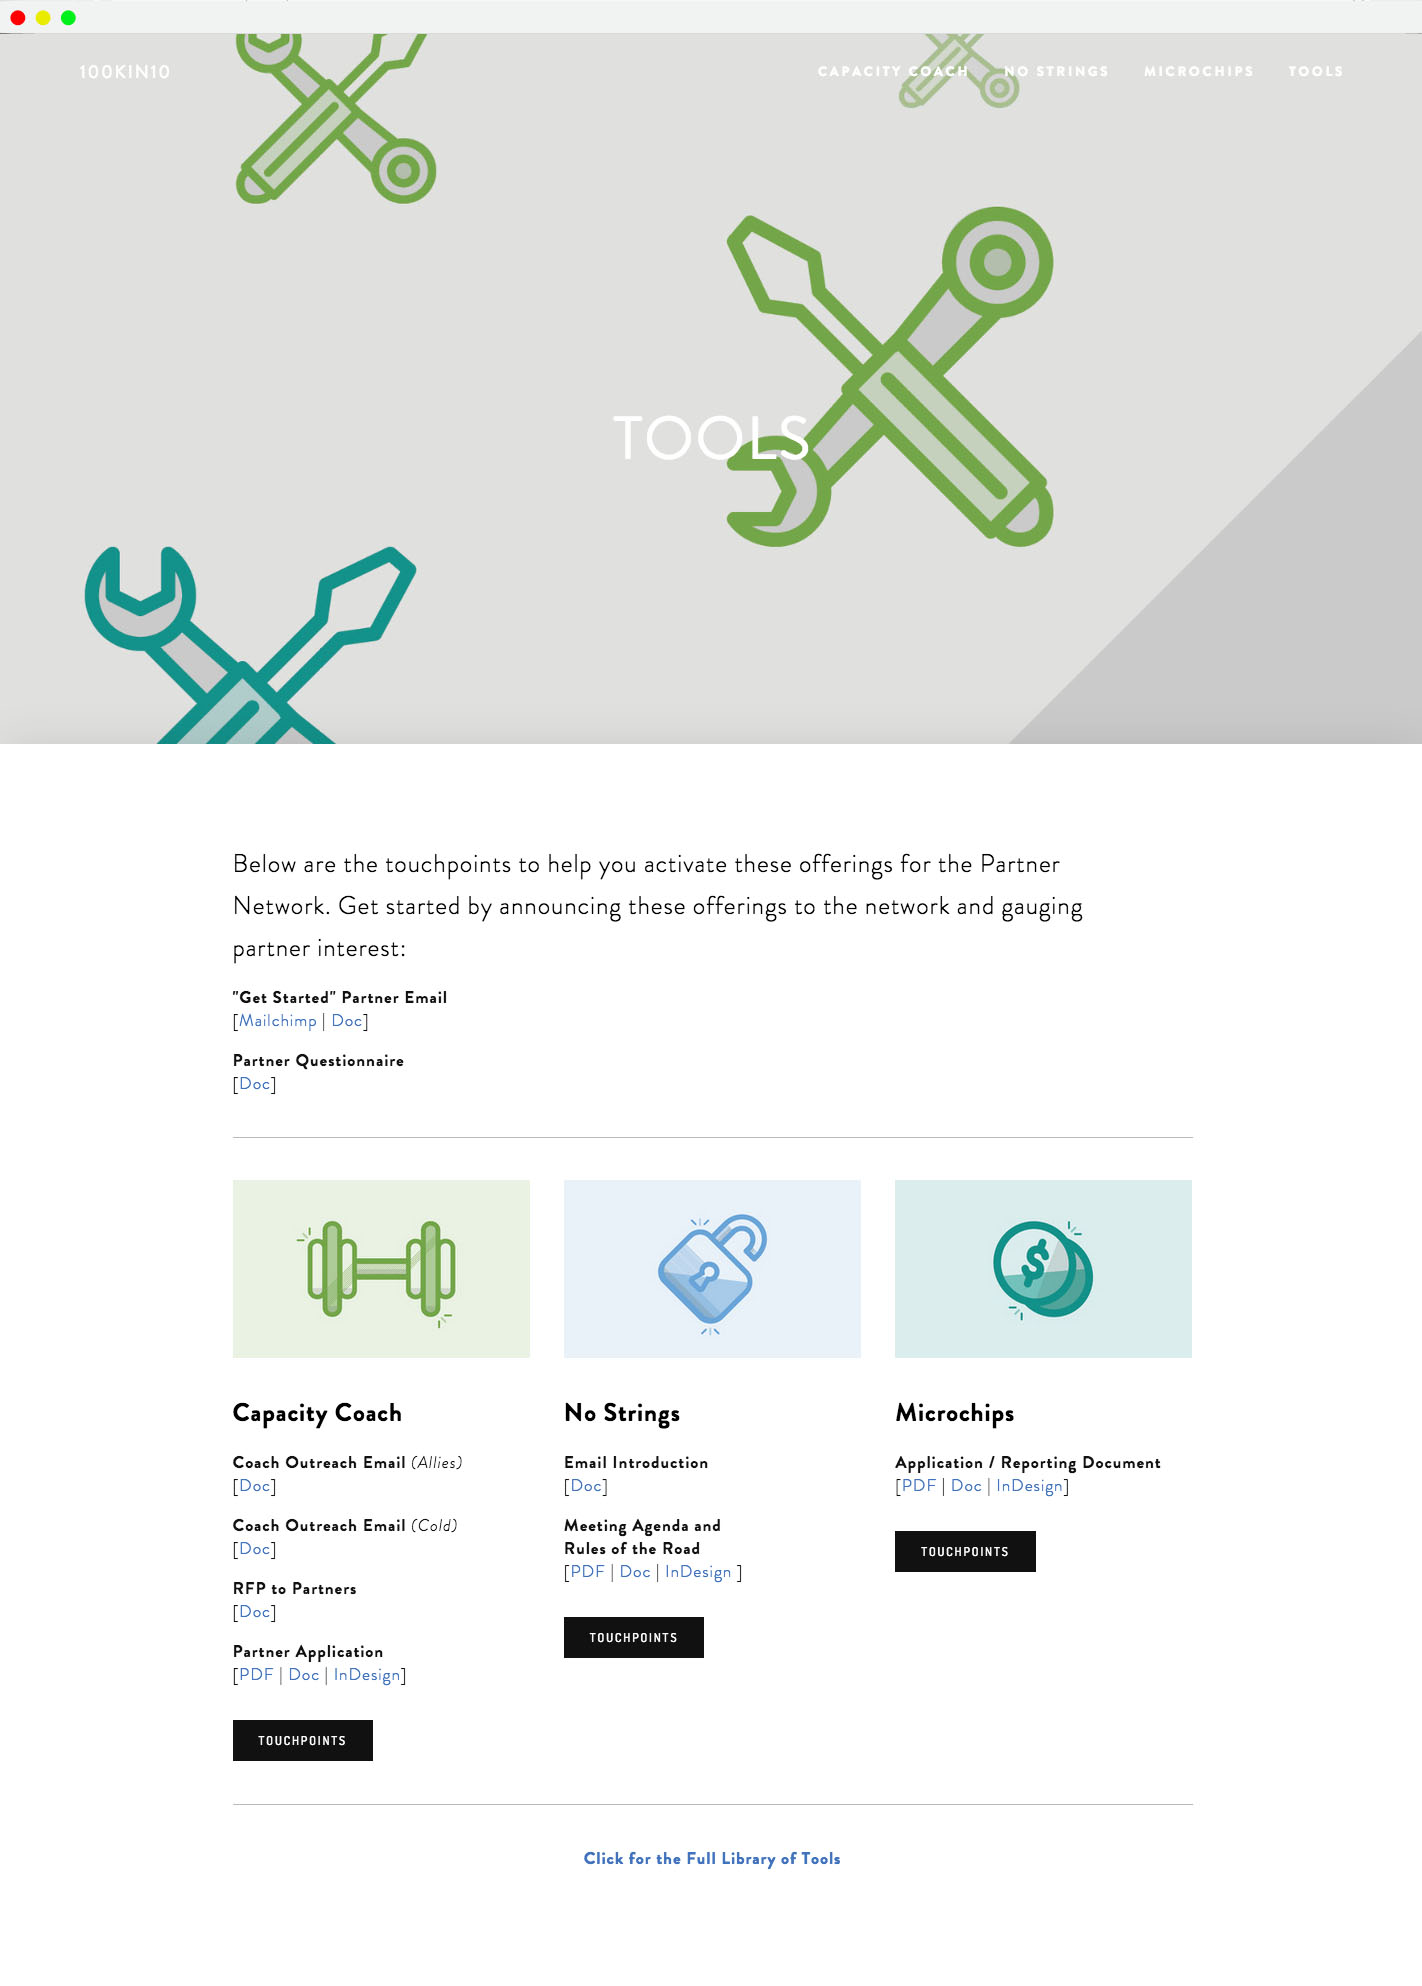 100KIN10
CAPACITY COACH NO STRINGS MICROCHIPS TOOLS
TOOLS
Below are the touchpoints to help you activate these offerings for the Partner
Network. Get started by announcing these offerings to the network and gauging
partner interest:
"Get Started" Partner Email
[Mailchimp | Doc]
Partner Questionnaire
[Doc]
$
Capacity Coach
Coach Outreach Email (Allies)
[Doc]
Coach Outreach Email (Cold)
[Doc]
RFP to Partners
[Doc]
Partner Application
[PDF | Doc | InDesign]
TOUCHPOINTS
No Strings
Email Introduction
[Doc]
Meeting Agenda and
Rules of the Road
[PDF | Doc | InDesign ]
TOUCHPOINTS
Microchips
Application / Reporting Document
[PDF | Doc | InDesign]
TOUCHPOINTS
Click for the Full Library of Tools